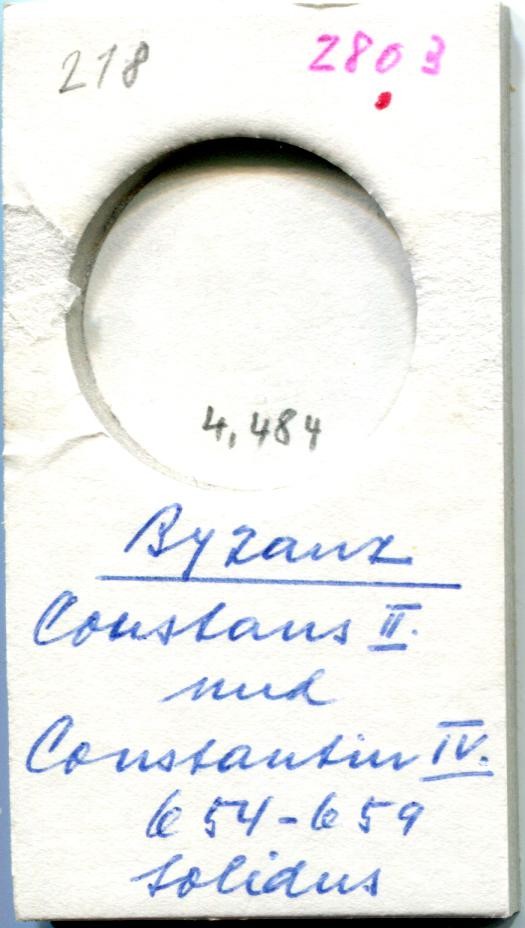 218 2803
4,484
Byzanz
Constans II.
und
Constantin IV.
654-659
Solidus